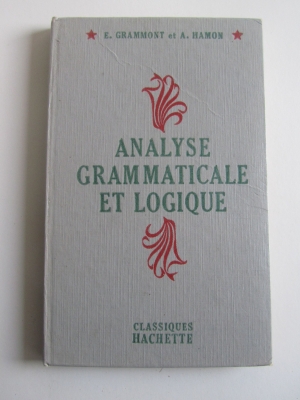 E. GRAMMONT et A. HAMON
ANALYSE
GRAMMATICALE
ET LOGIQUE
CLASSIQUES
HACHETTE